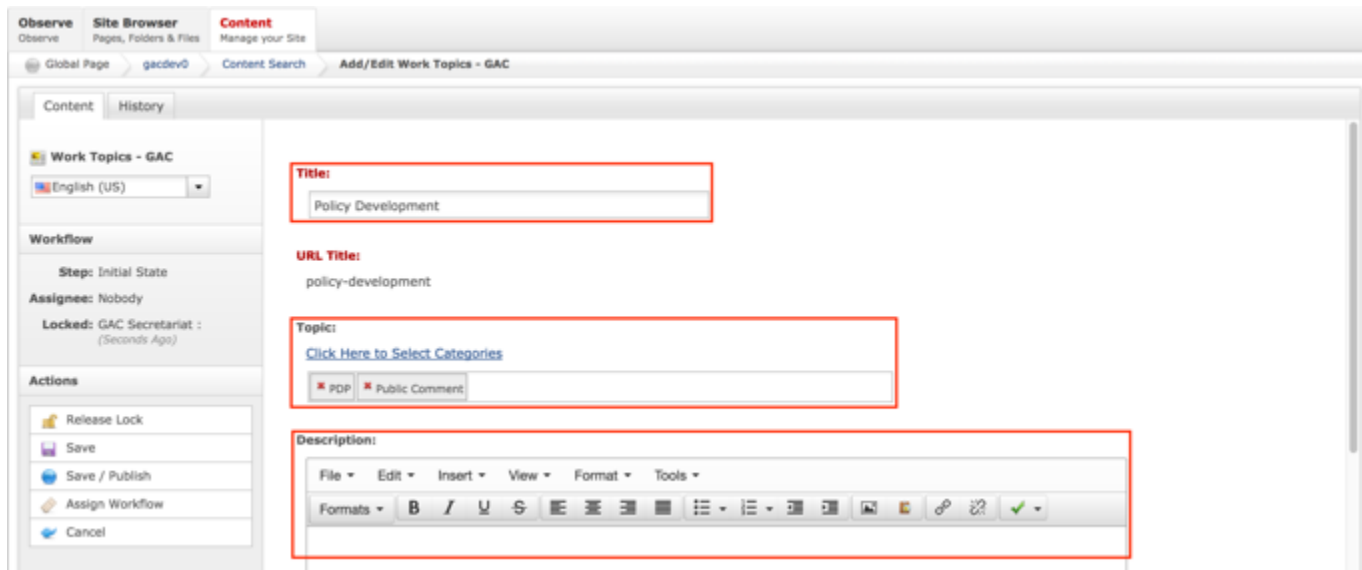 Observe Site Browser Content
Observe Pages, Folders & Files Manage your Site
Global Page gacdev0 Content Search Add/Edit Work Topics - GAC
Content History
Work Topics - GAC
English (US)
Workflow
Step: Initial State
Assignee: Nobody
Locked: GAC Secretariat :
(Seconds Ago)
Actions
Release Lock
Save
Save / Publish
Assign Workflow
Cancel
Title:
Policy Development
URL Title:
policy-development
Topic:
Click Here to Select Categories
PDP Public Comment
Description:
File Edit Insert View Format Tools
Formats B I U S